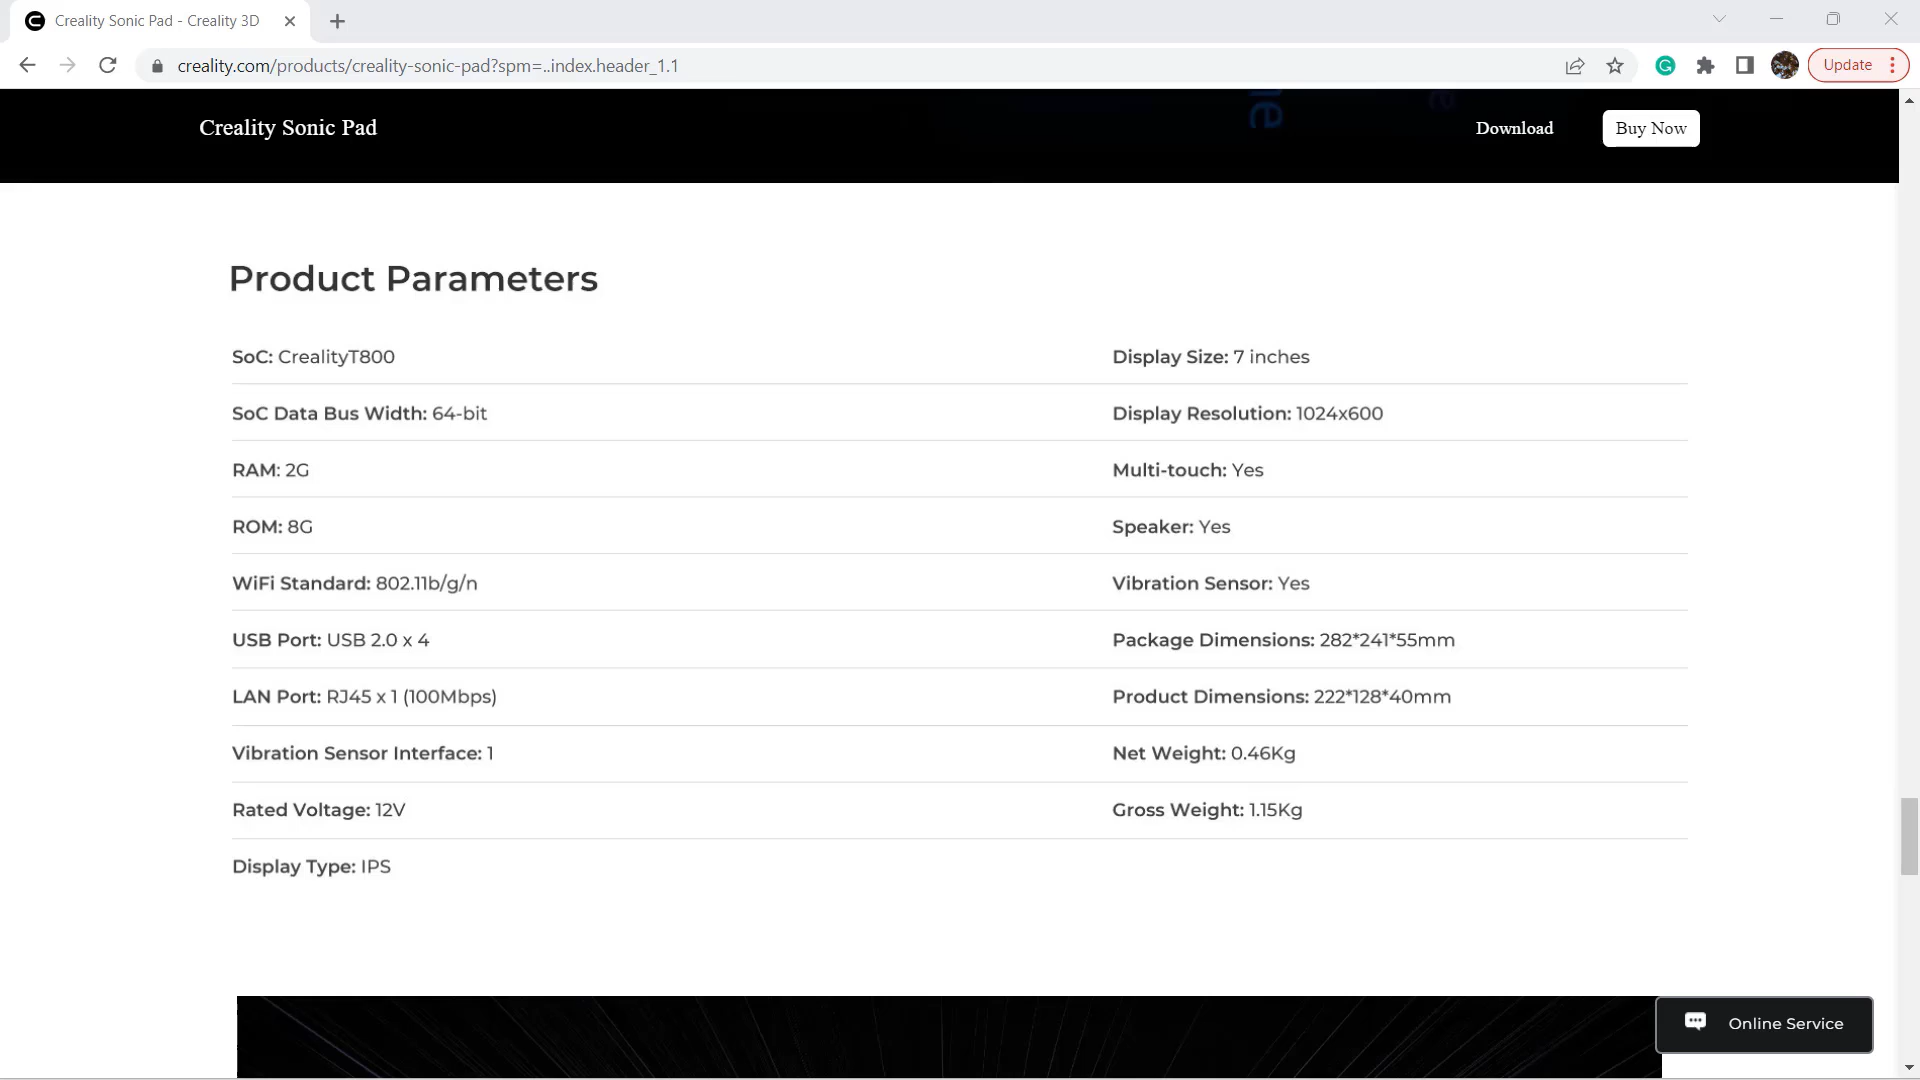 Creality Sonic Pad - Creality 3D
creality.com/products/creality-sonic-pad?spm=..index.header_1.1
Update
Creality Sonic Pad
Download
Buy Now
Product Parameters
SoC: CrealityT800
Display Size: 7 inches
SoC Data Bus Width: 64-bit
Display Resolution: 1024x600
RAM: 2G
Multi-touch: Yes
ROM: 8G
Speaker: Yes
WiFi Standard: 802.11b/g/n
Vibration Sensor: Yes
USB Port: USB 2.0 x 4
Package Dimensions: 282*241*55mm
LAN Port: RJ45 x 1 (100Mbps)
Product Dimensions: 222*128*40mm
Vibration Sensor Interface: 1
Net Weight: 0.46Kg
Rated Voltage: 12V
Gross Weight: 1.15Kg
Display Type: IPS
Online Service